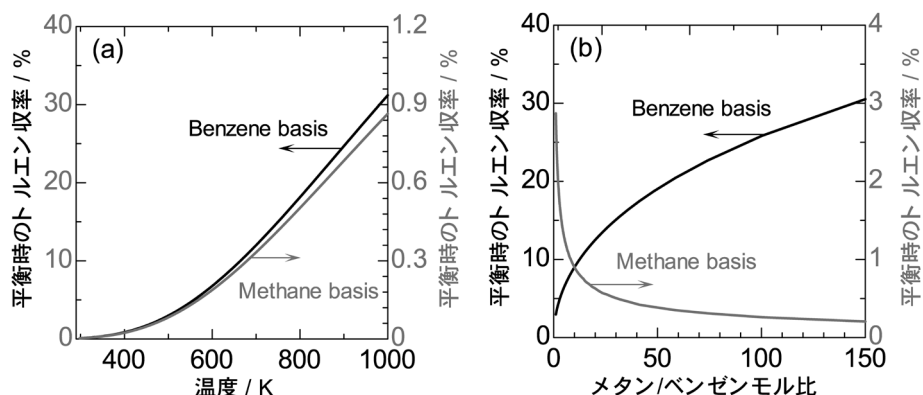 (a)
平衡時のトルエン収率 / %
40
30
20
10
0
Benzene basis
Methane basis
1.2
0.9
0.6
0.3
0
平衡時のトルエン収率 / %
400
600
800
1000
温度 / K
(b)
平衡時のトルエン収率 / %
40
30
20
10
0
Benzene basis
Methane basis
4
3
2
1
0
平衡時のトルエン収率 / %
0
50
100
150
メタン/ベンゼンモル比